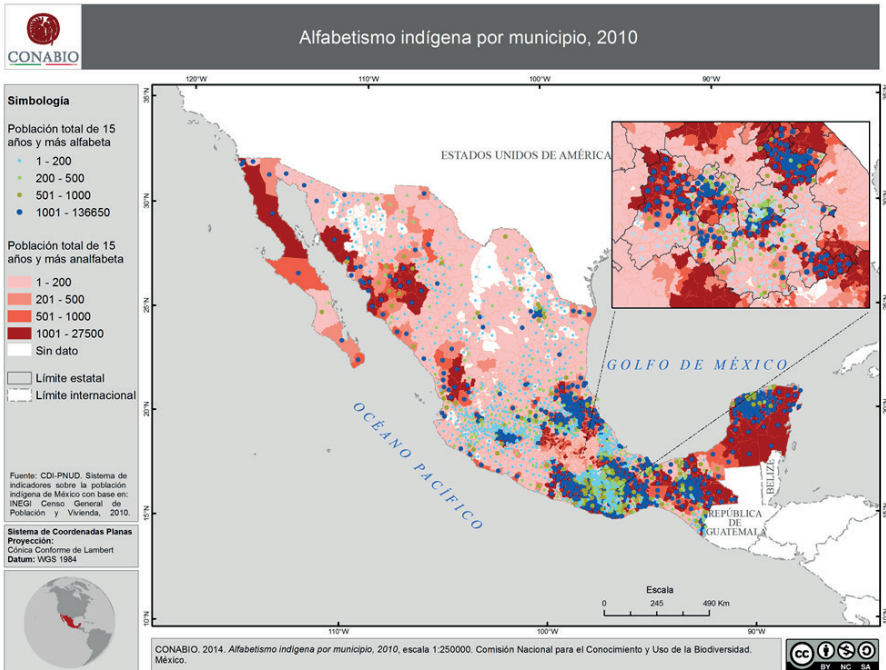 CONABIO
Alfabetismo indígena por municipio, 2010
Simbología
Población total de 15
años y más alfabeta
1 - 200
200 - 500
501 - 1000
1001 - 136650
Población total de 15
años y más analfabeta
1 - 200
201 - 500
501 - 1000
1001 - 27500
Sin dato
Límite estatal
Límite internacional
Fuente: CDI-PNUD. Sistema de
indicadores sobre la población
indígena de México con base en:
INEGI Censo General de
Población y Vivienda, 2010.
Sistema de Coordenadas Planas
Proyección:
Cónica Conforme de Lambert
Datum: WGS 1984
120°W
110°W
100°W
90°W
35°N
30°N
25°N
20°N
15°N
10°N
ESTADOS UNIDOS DE AMÉRICA
GOLFO DE MÉXICO
OCÉANO PACÍFICO
BELIZE
REPÚBLICA
DE
GUATEMALA
Escala
0 245 490 Km
110°W
100°W
90°W
CONABIO. 2014. Alfabetismo indígena por municipio, 2010, escala 1:250000. Comisión Nacional para el Conocimiento y Uso de la Biodiversidad.
México.
cc
BY NC SA